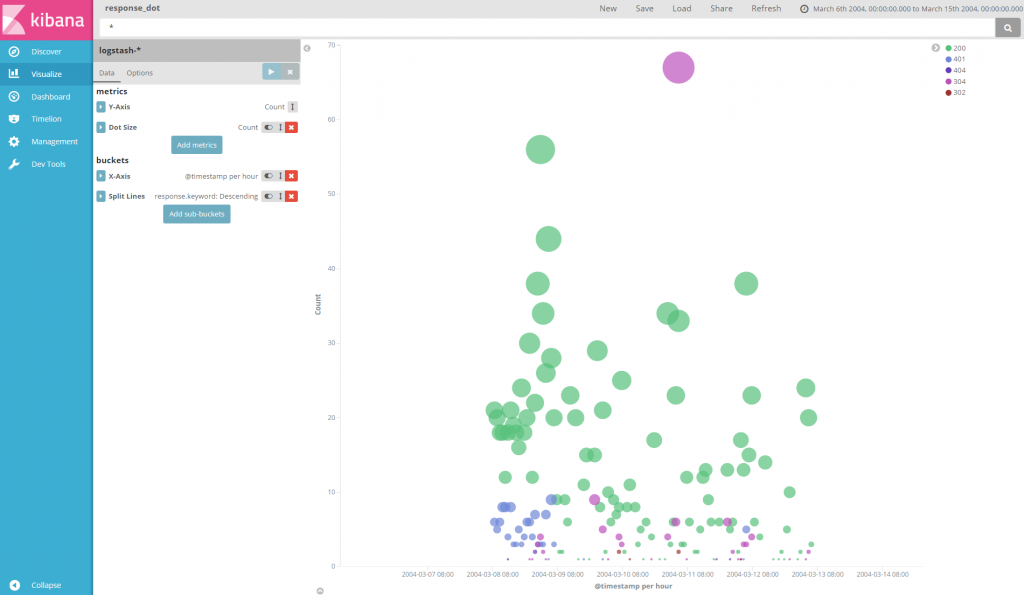 kibana
Discover
Visualize
Dashboard
Timelion
Management
Dev Tools
Collapse
response_dot
New Save Load Share Refresh March 6th 2004, 00:00:00.000 to March 15th 2004, 00:00:00.000
*
logstash-*
Data Options
metrics
Y-Axis Count
Dot Size Count
Add metrics
buckets
X-Axis @timestamp per hour
Split Lines response.keyword: Descending
Add sub-buckets
70
60
50
40
30
20
10
0
Count
2004-03-07 08:00 2004-03-08 08:00 2004-03-09 08:00 2004-03-10 08:00 2004-03-11 08:00 2004-03-12 08:00 2004-03-13 08:00 2004-03-14 08:00
@timestamp per hour
200
401
404
304
302